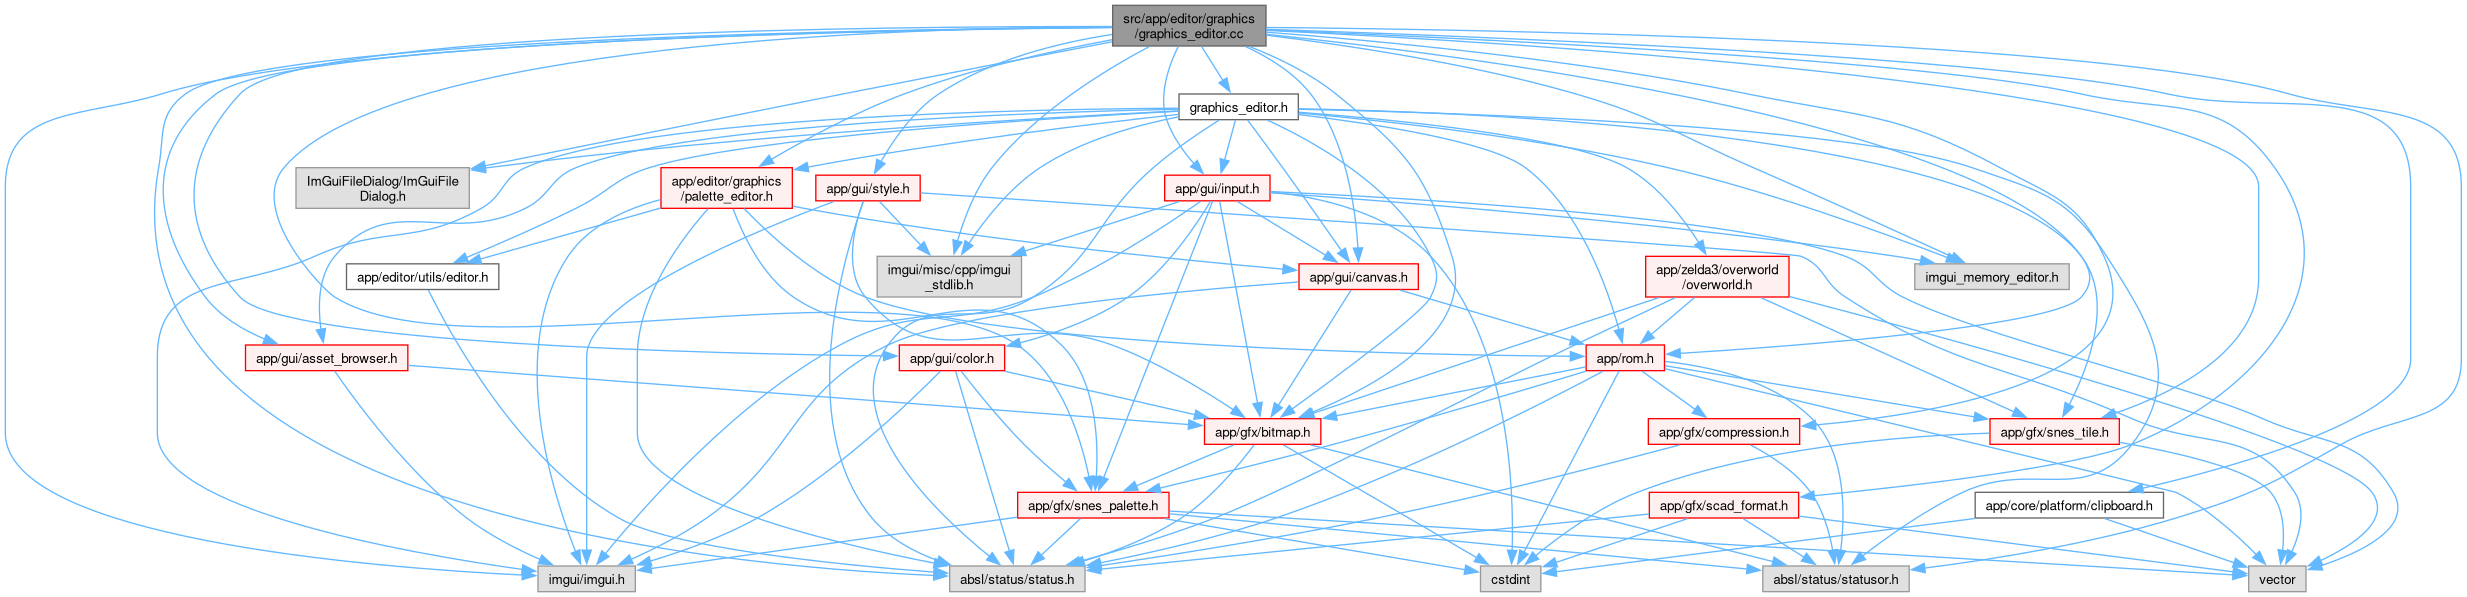 src/app/editor/graphics
/graphics_editor.cc
graphics_editor.h
ImGuiFileDialog/ImGuiFile
Dialog.h
app/editor/graphics
/palette_editor.h
app/gui/style.h
app/gui/input.h
app/editor/utils/editor.h
imgui/misc/cpp/imgui
_stdlib.h
app/gui/canvas.h
app/zelda3/overworld
/overworld.h
imgui_memory_editor.h
app/gui/asset_browser.h
app/gui/color.h
app/rom.h
app/gfx/bitmap.h
app/gfx/compression.h
app/gfx/snes_tile.h
app/gfx/snes_palette.h
app/gfx/scad_format.h
app/core/platform/clipboard.h
imgui/imgui.h
absl/status/status.h
cstdint
absl/status/statusor.h
vector